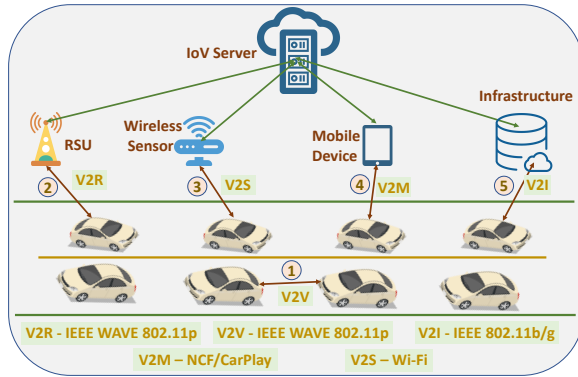 IoV Server
Infrastructure
Wireless
Sensor
RSU
Mobile
Device
2 V2R
3 V2S
4 V2M
5 V2I
1
V2V
V2R - IEEE WAVE 802.11p V2V - IEEE WAVE 802.11p V2I - IEEE 802.11b/g
V2M – NCF/CarPlay V2S – Wi-Fi